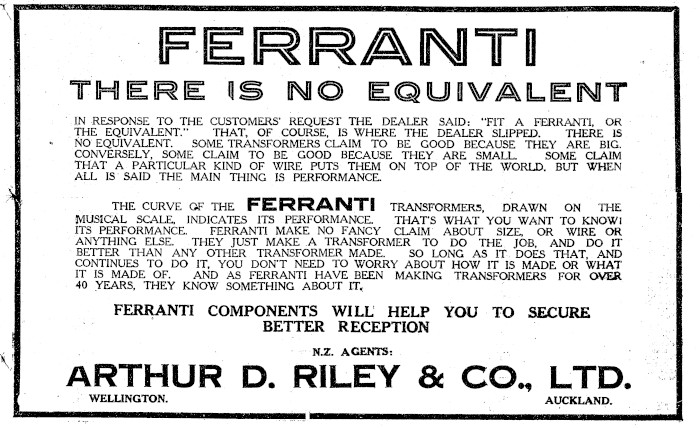 FERRANTI
THERE IS NO EQUIVALENT
IN RESPONSE TO THE CUSTOMERS' REQUEST THE DEALER SAID: "FIT A FERRANTI, OR
THE EQUIVALENT." THAT, OF COURSE, IS WHERE THE DEALER SLIPPED. THERE IS
NO EQUIVALENT. SOME TRANSFORMERS CLAIM TO BE GOOD BECAUSE THEY ARE BIG.
CONVERSELY, SOME CLAIM TO BE GOOD BECAUSE THEY ARE SMALL. SOME CLAIM
THAT A PARTICULAR KIND OF WIRE PUTS THEM ON TOP OF THE WORLD. BUT WHEN
ALL IS SAID THE MAIN THING IS PERFORMANCE.
THE CURVE OF THE FERRANTI TRANSFORMERS, DRAWN ON THE
MUSICAL SCALE, INDICATES ITS PERFORMANCE. THAT'S WHAT YOU WANT TO KNOW:
ITS PERFORMANCE. FERRANTI MAKE NO FANCY CLAIM ABOUT SIZE, OR WIRE OR
ANYTHING ELSE. THEY JUST MAKE A TRANSFORMER TO DO THE JOB, AND DO IT
BETTER THAN ANY OTHER TRANSFORMER MADE. SO LONG AS IT DOES THAT, AND
CONTINUES TO DO IT, YOU DON'T NEED TO WORRY ABOUT HOW IT IS MADE OR WHAT
IT IS MADE OF. AND AS FERRANTI HAVE BEEN MAKING TRANSFORMERS FOR OVER
40 YEARS, THEY KNOW SOMETHING ABOUT IT.
FERRANTI COMPONENTS WILL HELP YOU TO SECURE
BETTER RECEPTION
N.Z. AGENTS:
ARTHUR D. RILEY & CO., LTD.
WELLINGTON. AUCKLAND.